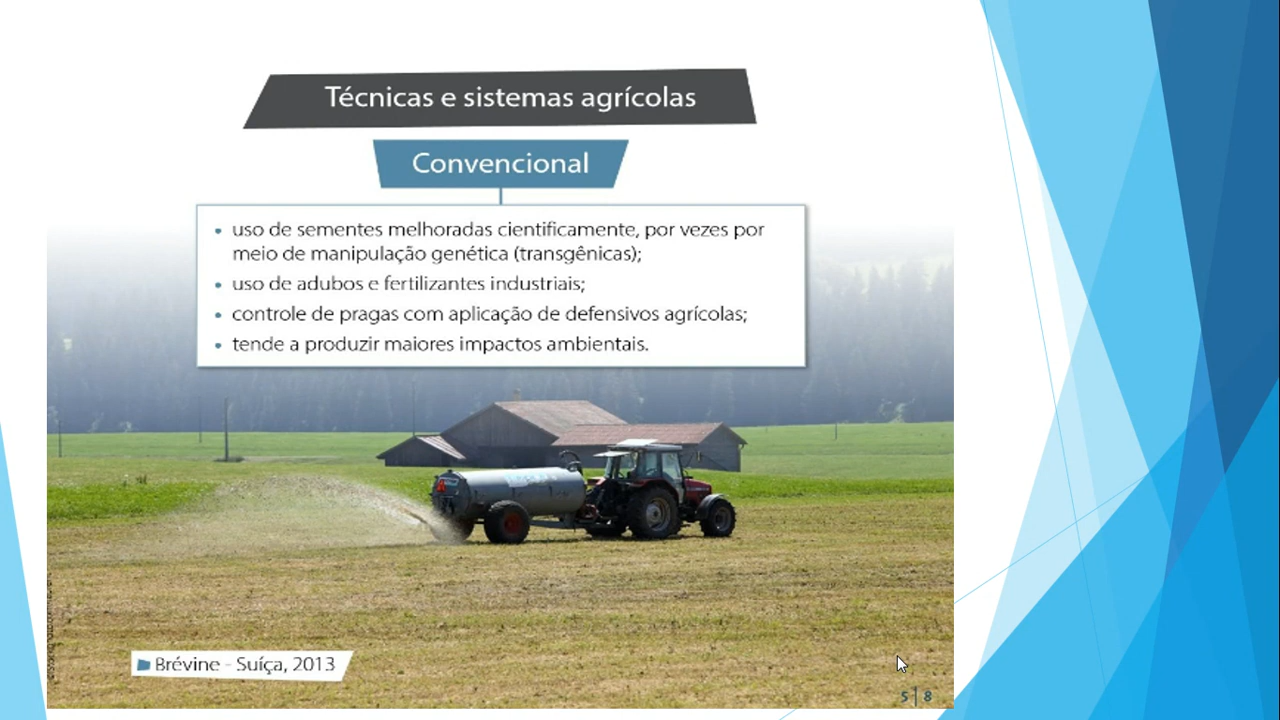 Técnicas e sistemas agrícolas
Convencional
• uso de sementes melhoradas cientificamente, por vezes por
meio de manipulação genética (transgênicas);
• uso de adubos e fertilizantes industriais;
• controle de pragas com aplicação de defensivos agrícolas;
• tende a produzir maiores impactos ambientais.
Brévine - Suíça, 2013
5 | 8